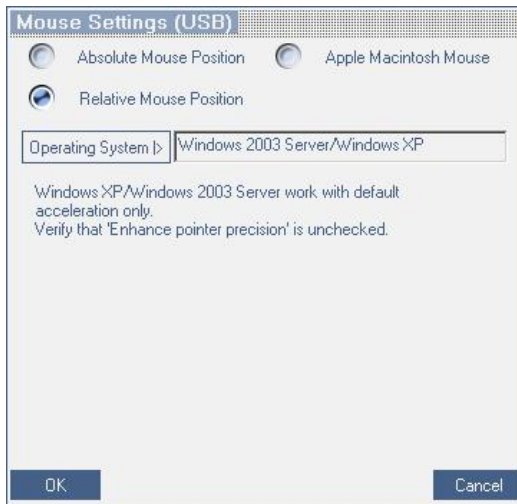 Mouse Settings (USB)
Absolute Mouse Position
Apple Macintosh Mouse
Relative Mouse Position
Operating System |>
Windows 2003 Server/Windows XP
Windows XP/Windows 2003 Server work with default
acceleration only.
Verify that 'Enhance pointer precision' is unchecked.
OK
Cancel